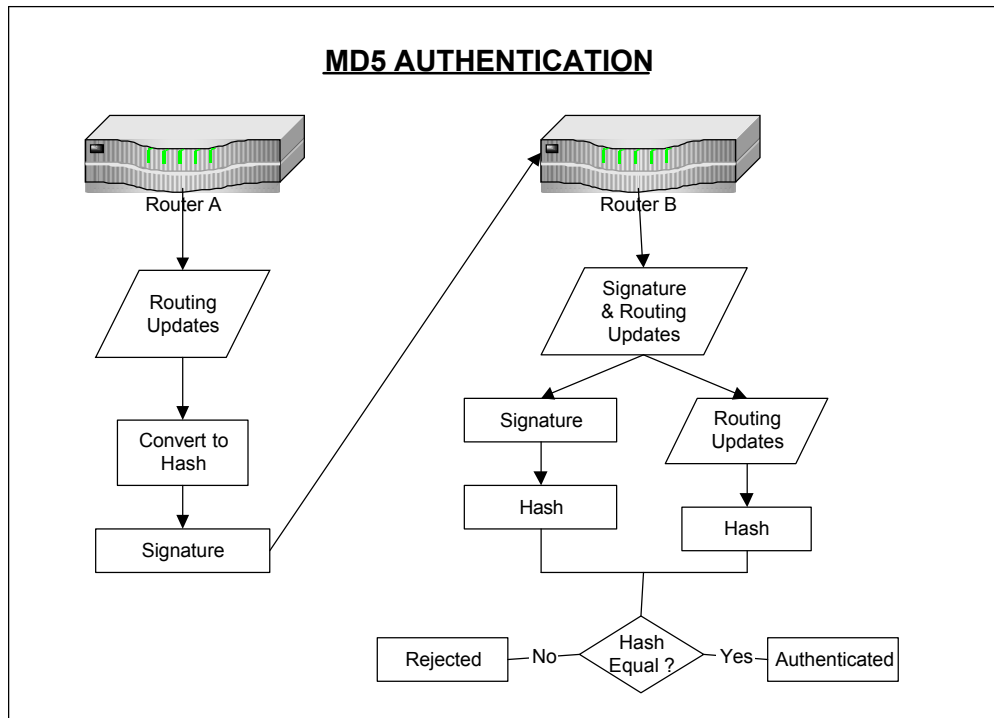 MD5 AUTHENTICATION
Router A
Routing
Updates
Convert to
Hash
Signature
Router B
Signature
& Routing
Updates
Signature
Hash
Routing
Updates
Hash
Hash
Equal ?
No
Rejected
Yes
Authenticated